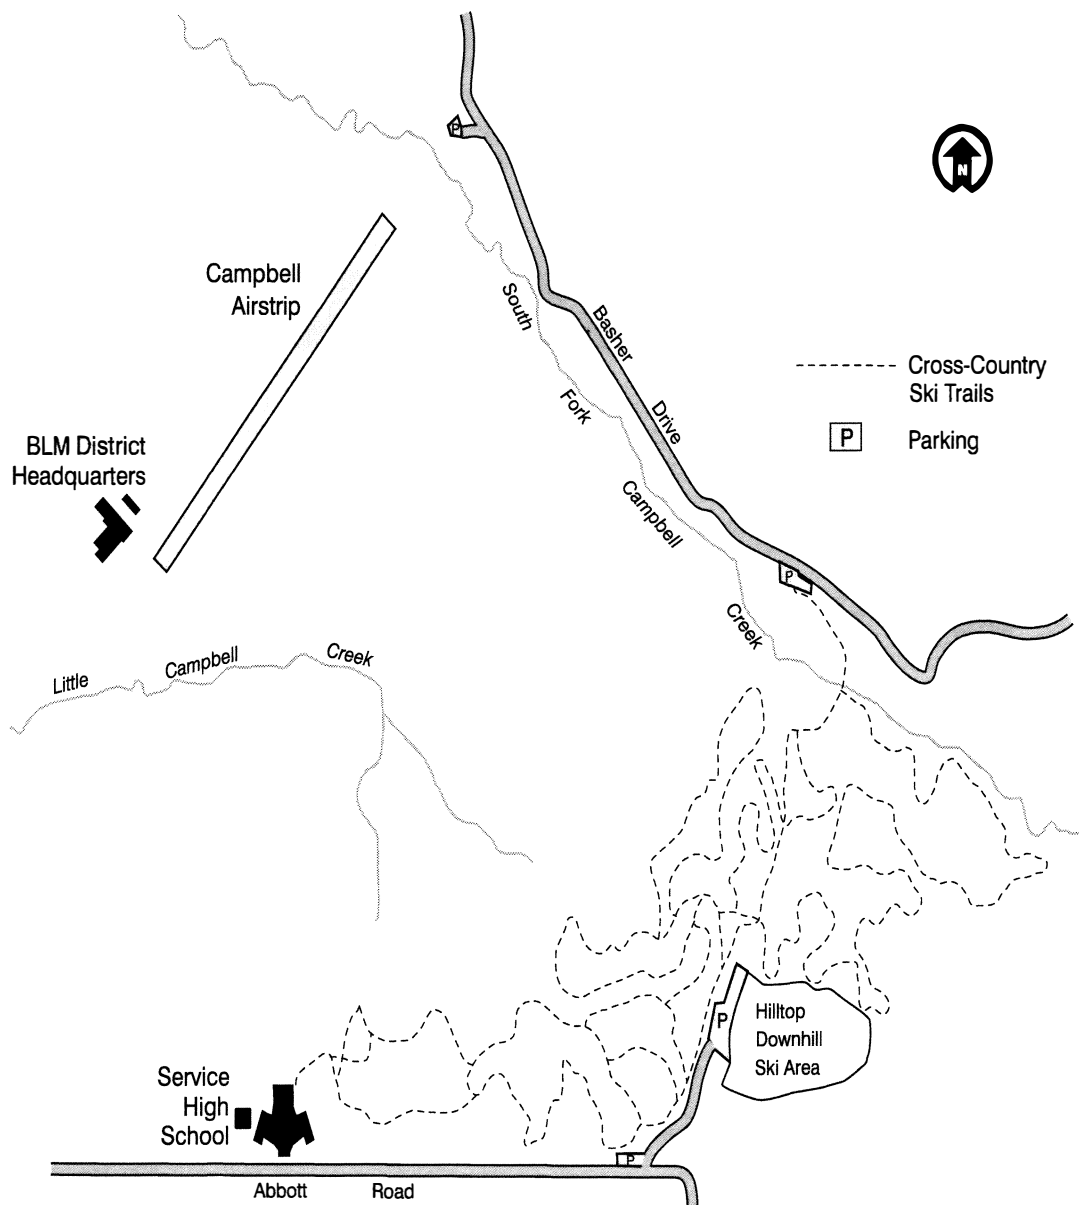 P
N
Campbell
Airstrip
South
Fork
Campbell
Creek
Basher
Drive
Cross-Country
Ski Trails
P
Parking
BLM District
Headquarters
P
Little
Campbell
Creek
P
Hilltop
Downhill
Ski Area
Service
High
School
P
Abbott
Road